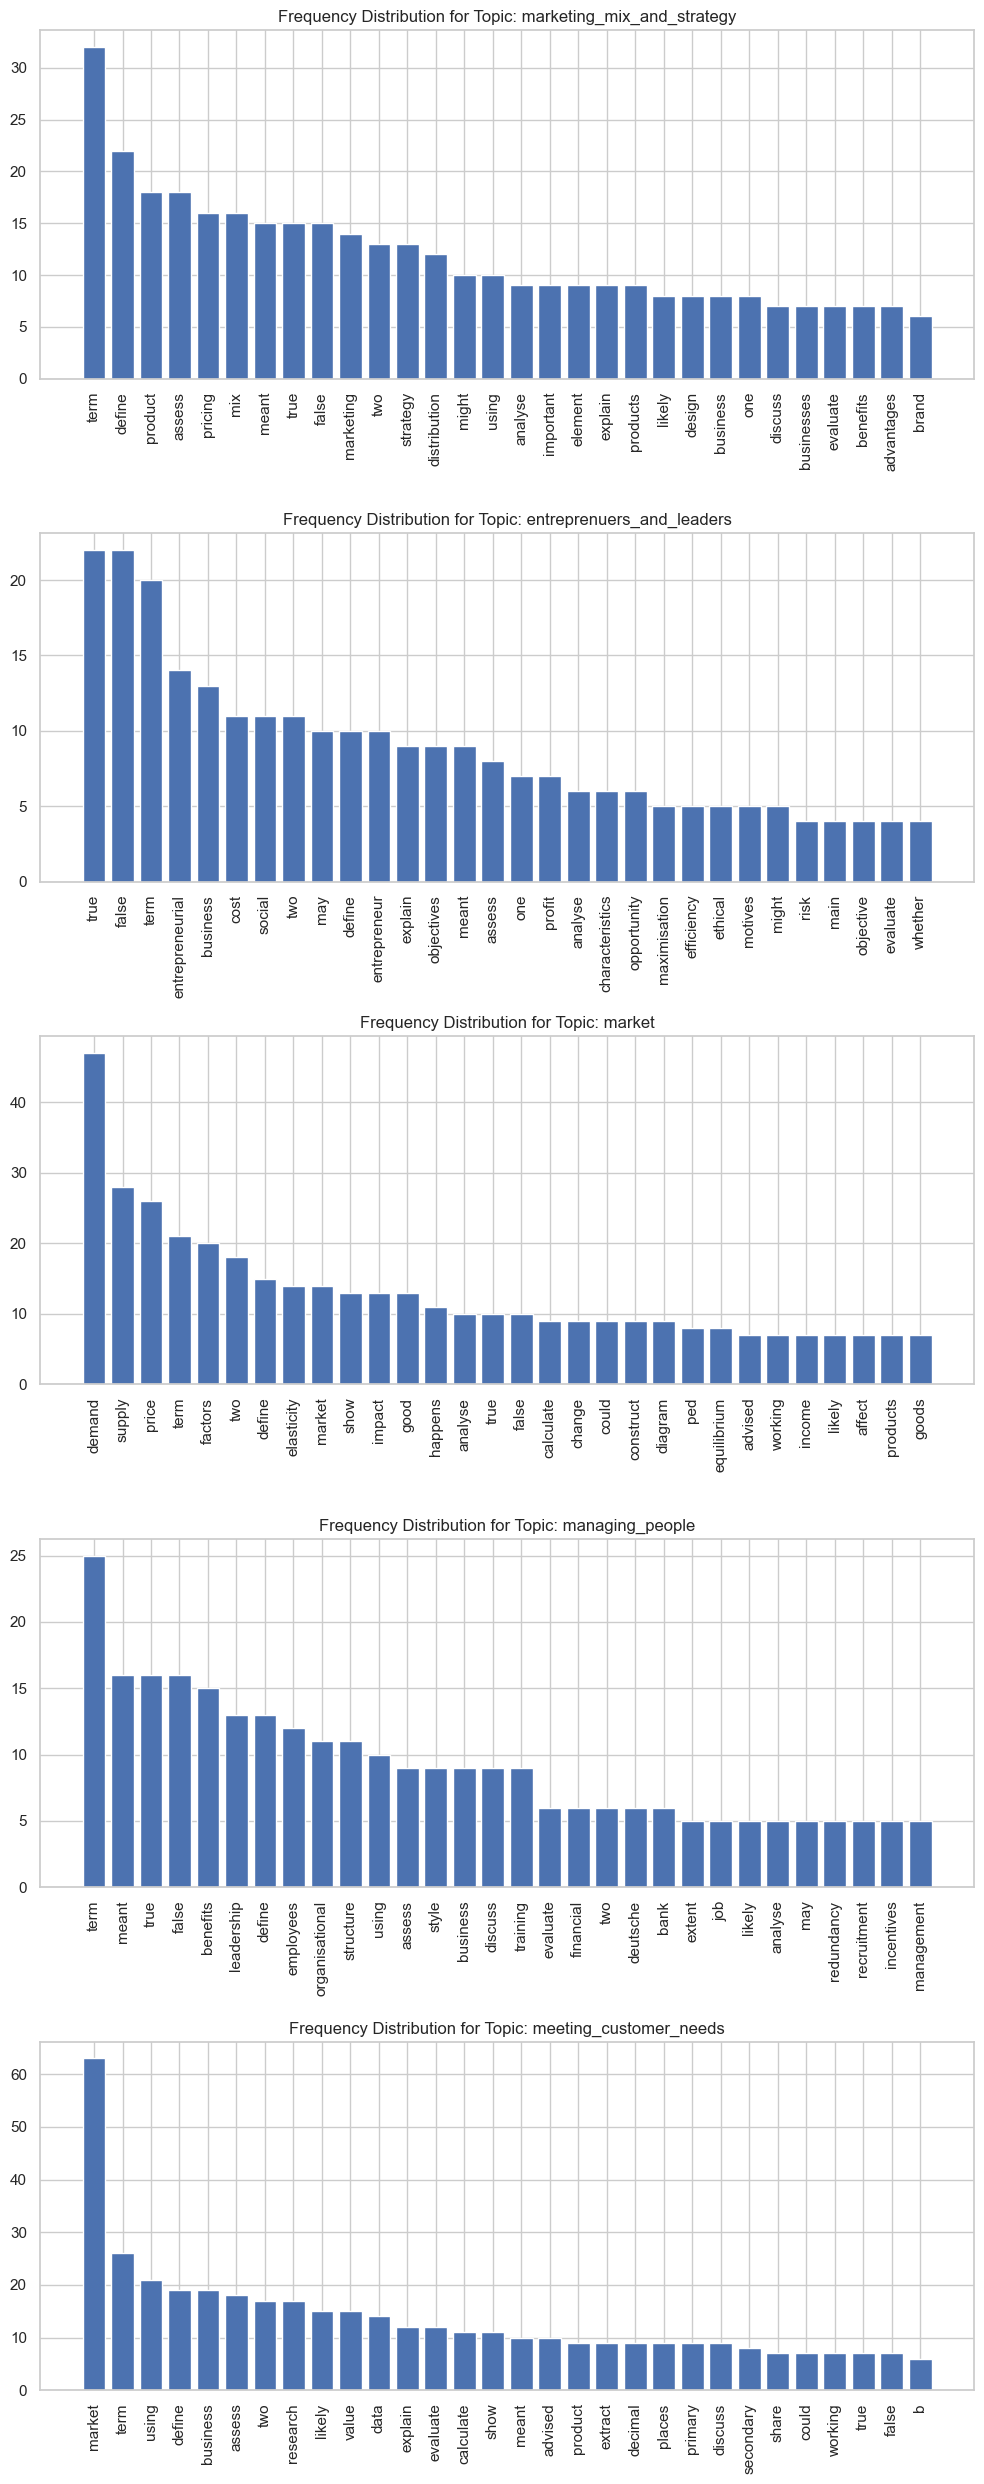 Frequency Distribution for Topic: marketing_mix_and_strategy
30
25
20
15
10
5
0
term
define
product
assess
pricing
mix
meant
true
false
marketing
two
strategy
distribution
might
using
analyse
important
element
explain
products
likely
design
business
one
discuss
businesses
evaluate
benefits
advantages
brand
Frequency Distribution for Topic: entreprenuers_and_leaders
20
15
10
5
0
true
false
term
entrepreneurial
business
cost
social
two
may
define
entrepreneur
explain
objectives
meant
assess
one
profit
analyse
characteristics
opportunity
maximisation
efficiency
ethical
motives
might
risk
main
objective
evaluate
whether
Frequency Distribution for Topic: market
40
30
20
10
0
demand
supply
price
term
factors
two
define
elasticity
market
show
impact
good
happens
analyse
true
false
calculate
change
could
construct
diagram
ped
equilibrium
advised
working
income
likely
affect
products
goods
Frequency Distribution for Topic: managing_people
25
20
15
10
5
0
term
meant
true
false
benefits
leadership
define
employees
organisational
structure
using
assess
style
business
discuss
training
evaluate
financial
two
deutsche
bank
extent
job
likely
analyse
may
redundancy
recruitment
incentives
management
Frequency Distribution for Topic: meeting_customer_needs
60
50
40
30
20
10
0
market
term
using
define
business
assess
two
research
likely
value
data
explain
evaluate
calculate
show
meant
advised
product
extract
decimal
places
primary
discuss
secondary
share
could
working
true
false
b